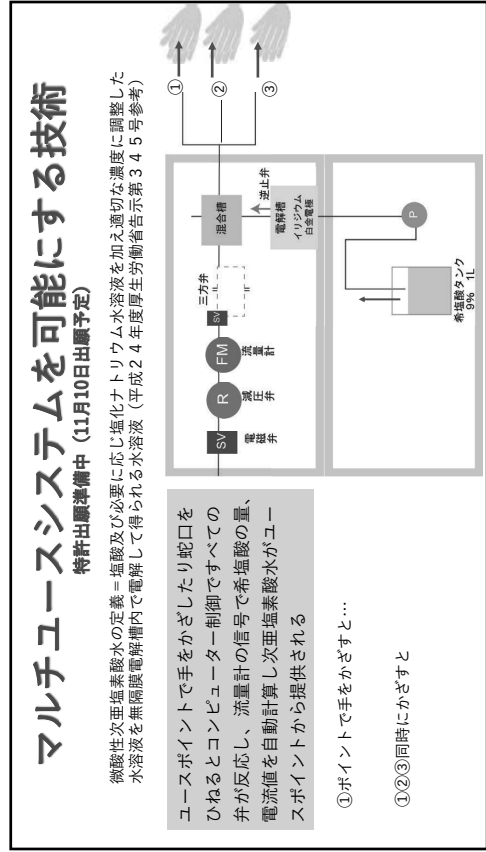 マルチユースシステムを可能にする技術
特許出願準備中（11月10日出願予定）
微酸性次亜塩素酸水の定義＝塩酸及び必要に応じ塩化ナトリウム水溶液を加え適切な濃度に調整した
水溶液を無隔膜電解槽内で電解して得られる水溶液（平成２４年度厚生労働省告示第３４５号参考）
ユースポイントで手をかざしたり蛇口を
ひねるとコンピューター制御ですべての
弁が反応し、流量計の信号で希塩酸の量、
電流値を自動計算し次亜塩素酸水がユー
スポイントから提供される
①ポイントで手をかざすと…
①②③同時にかざすと
SV
電磁弁
R
減圧弁
FM
流量計
SV
三方弁
混合槽
逆止弁
電解槽
イリジウム
白金電極
P
希塩酸タンク
9%　1L
①
②
③